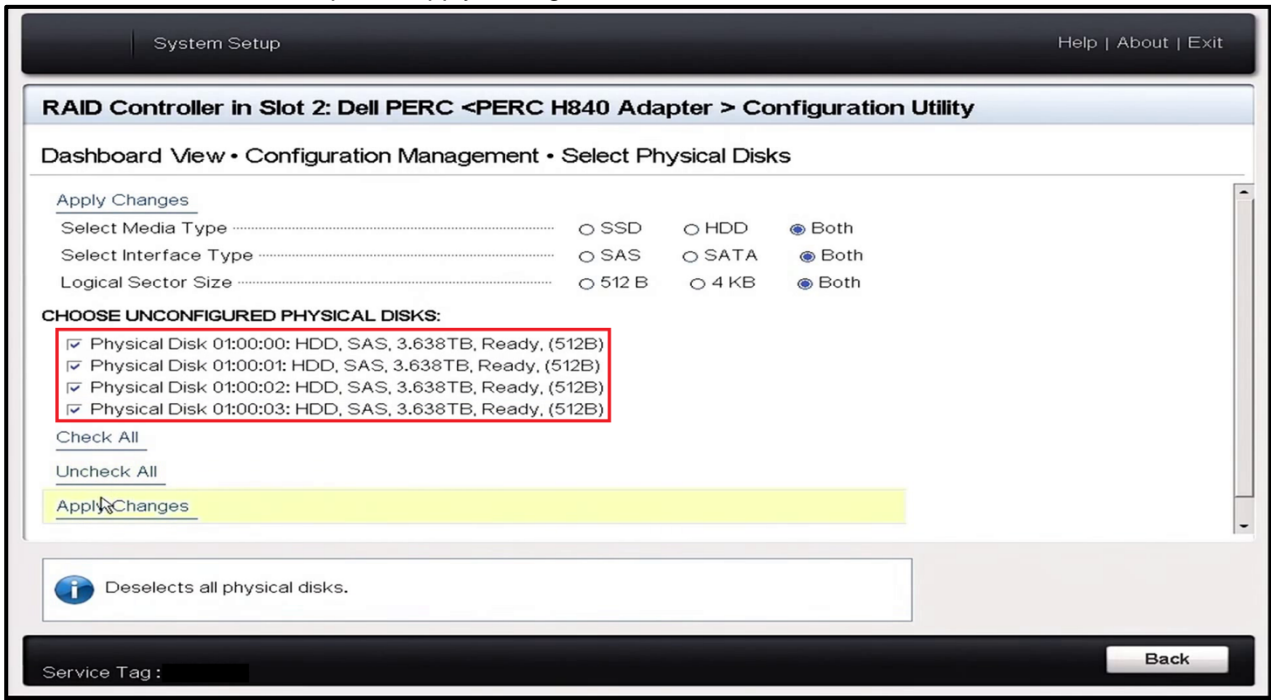 System Setup
Help | About | Exit
RAID Controller in Slot 2: Dell PERC <PERC H840 Adapter > Configuration Utility
Dashboard View • Configuration Management • Select Physical Disks
Apply Changes
Select Media Type SSD HDD Both
Select Interface Type SAS SATA Both
Logical Sector Size 512 B 4 KB Both
CHOOSE UNCONFIGURED PHYSICAL DISKS:
Physical Disk 01:00:00: HDD, SAS, 3.638TB, Ready, (512B)
Physical Disk 01:00:01: HDD, SAS, 3.638TB, Ready, (512B)
Physical Disk 01:00:02: HDD, SAS, 3.638TB, Ready, (512B)
Physical Disk 01:00:03: HDD, SAS, 3.638TB, Ready, (512B)
Check All
Uncheck All
Apply Changes
Deselects all physical disks.
Service Tag :
Back